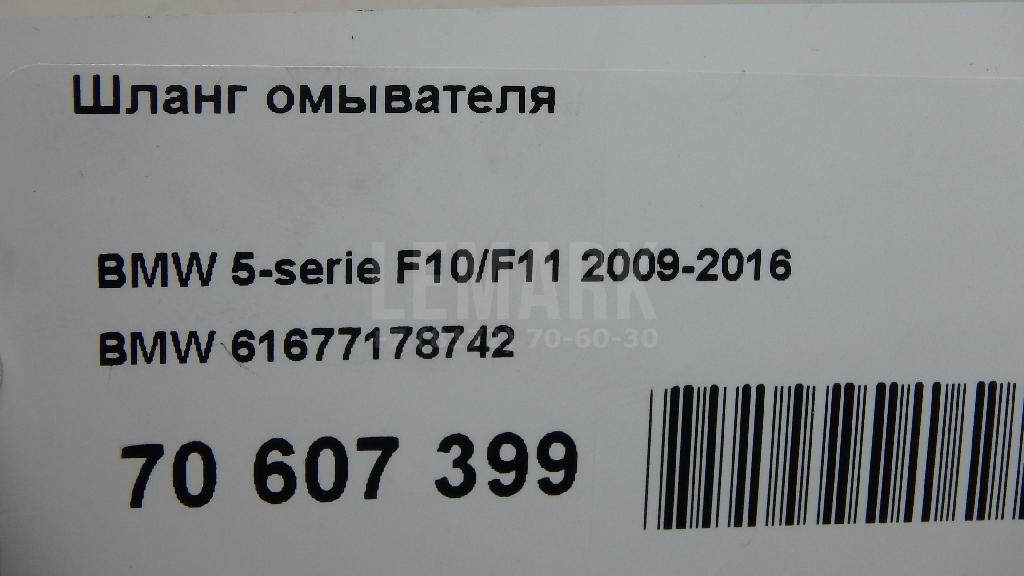 Шланг омывателя
BMW 5-serie F10/F11 2009-2016
LEMARK
BMW 61677178742
70-60-30
70 607 399